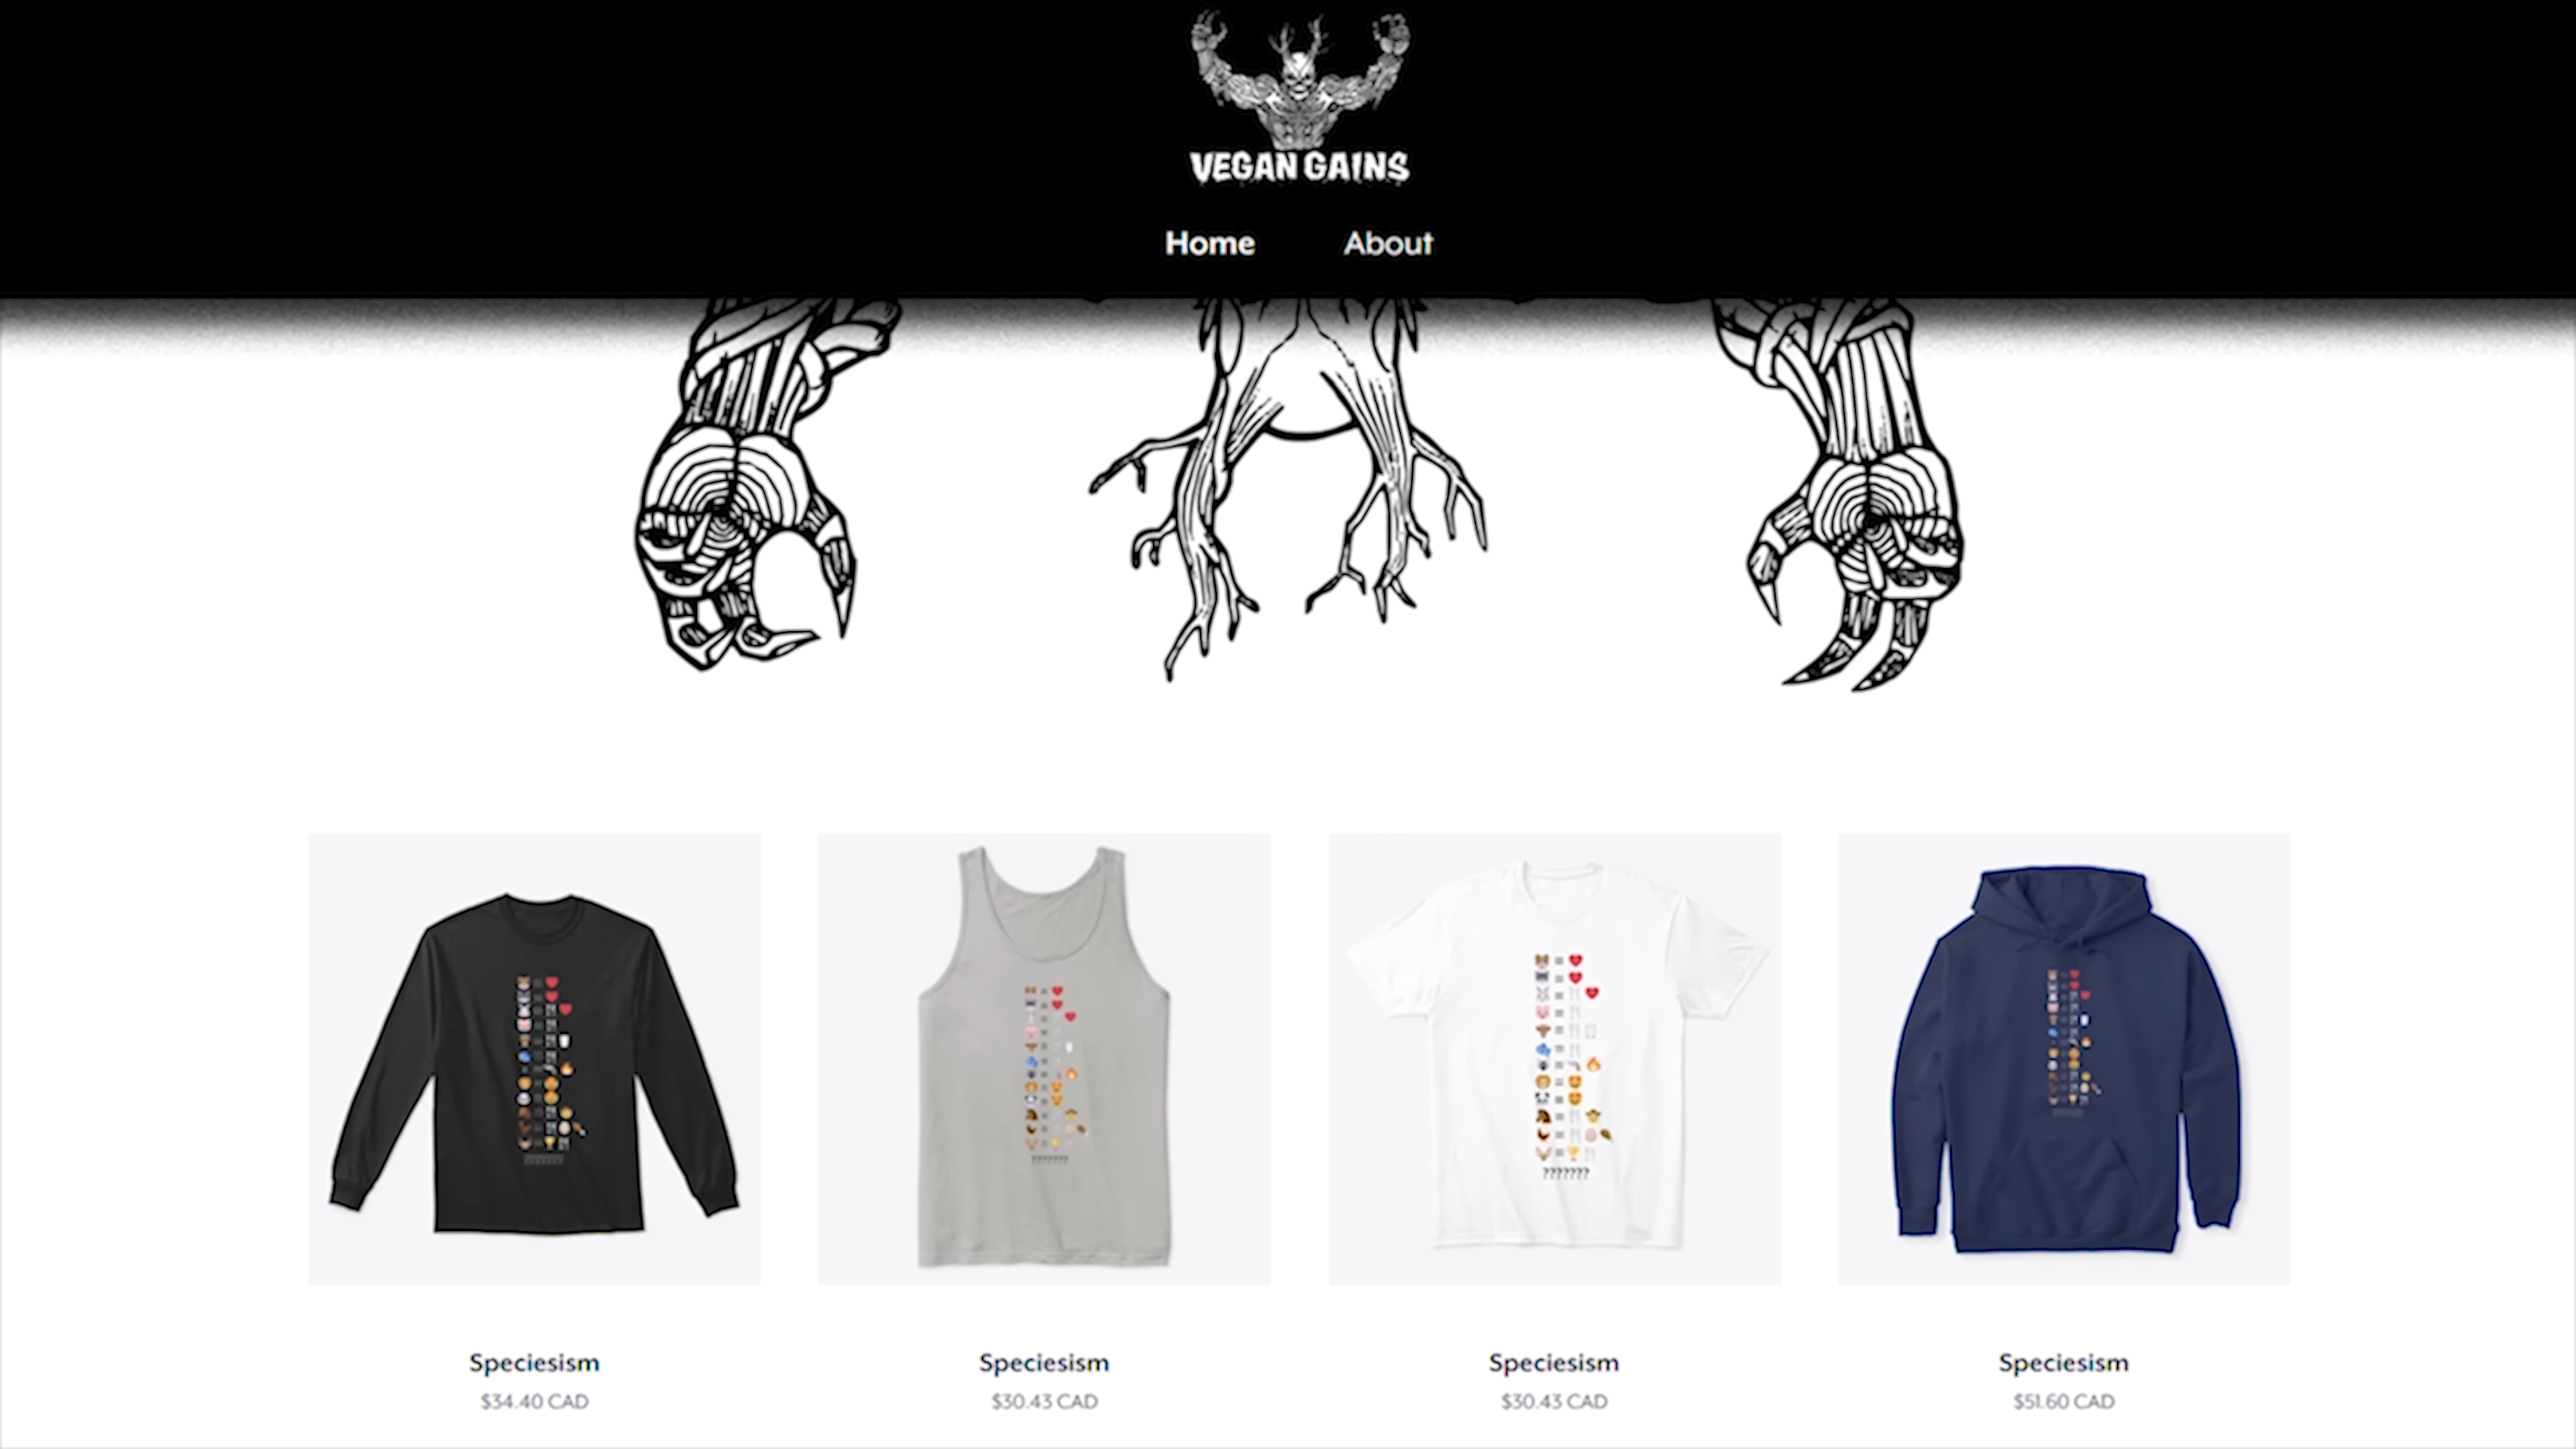 VEGAN GAINS
Home About
???????
???????
Speciesism
$34.40 CAD
Speciesism
$30.43 CAD
Speciesism
$30.43 CAD
Speciesism
$51.60 CAD